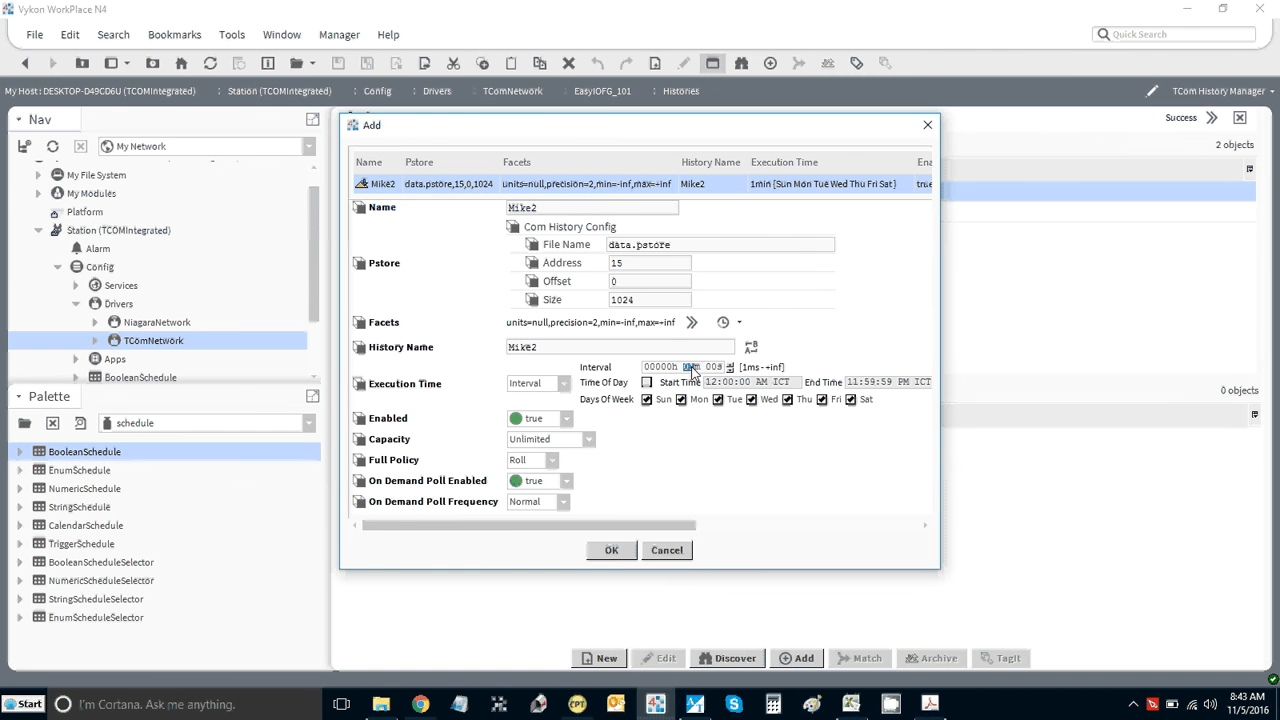 Vykon WorkPlace N4
File Edit Search Bookmarks Tools Window Manager Help
Quick Search
My Host : DESKTOP-D49CD6U (TCOMIntegrated) Station (TCOMIntegrated) Config Drivers TComNetwork EasyIOFG_101 Histories TCom History Manager
Nav
My Network
My File System
My Modules
Platform
Station (TCOMIntegrated)
Alarm
Config
Services
Drivers
NiagaraNetwork
TComNetwork
Apps
BooleanSchedule
Palette
schedule
BooleanSchedule
EnumSchedule
NumericSchedule
StringSchedule
CalendarSchedule
TriggerSchedule
BooleanScheduleSelector
NumericScheduleSelector
StringScheduleSelector
EnumScheduleSelector
Success
2 objects
0 objects
Add
Name Pstore Facets History Name Execution Time Ena
Mike2 data.pstore,15,0,1024 units=null,precision=2,min=-inf,max=+inf Mike2 1min {Sun Mon Tue Wed Thu Fri Sat} true
Name Mike2
Com History Config
File Name data.pstore
Pstore
Address 15
Offset 0
Size 1024
Facets units=null,precision=2,min=-inf,max=+inf
History Name Mike2
Interval 00000h 00s [1ms-+inf]
Execution Time Interval
Time Of Day Start Time 12:00:00 AM ICT End Time 11:59:59 PM ICT
Days Of Week Sun Mon Tue Wed Thu Fri Sat
Enabled true
Capacity Unlimited
Full Policy Roll
On Demand Poll Enabled true
On Demand Poll Frequency Normal
OK Cancel
New Edit Discover Add Match Archive TagIt
Start I'm Cortana. Ask me anything.
CPT
8:43 AM
11/5/2016